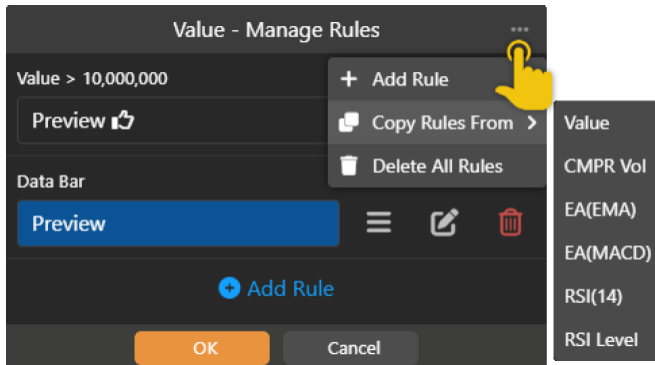 Value - Manage Rules
Value > 10,000,000
Preview
Add Rule
Copy Rules From
Delete All Rules
Data Bar
Preview
Add Rule
OK
Cancel
Value
CMPR Vol
EA(EMA)
EA(MACD)
RSI(14)
RSI Level